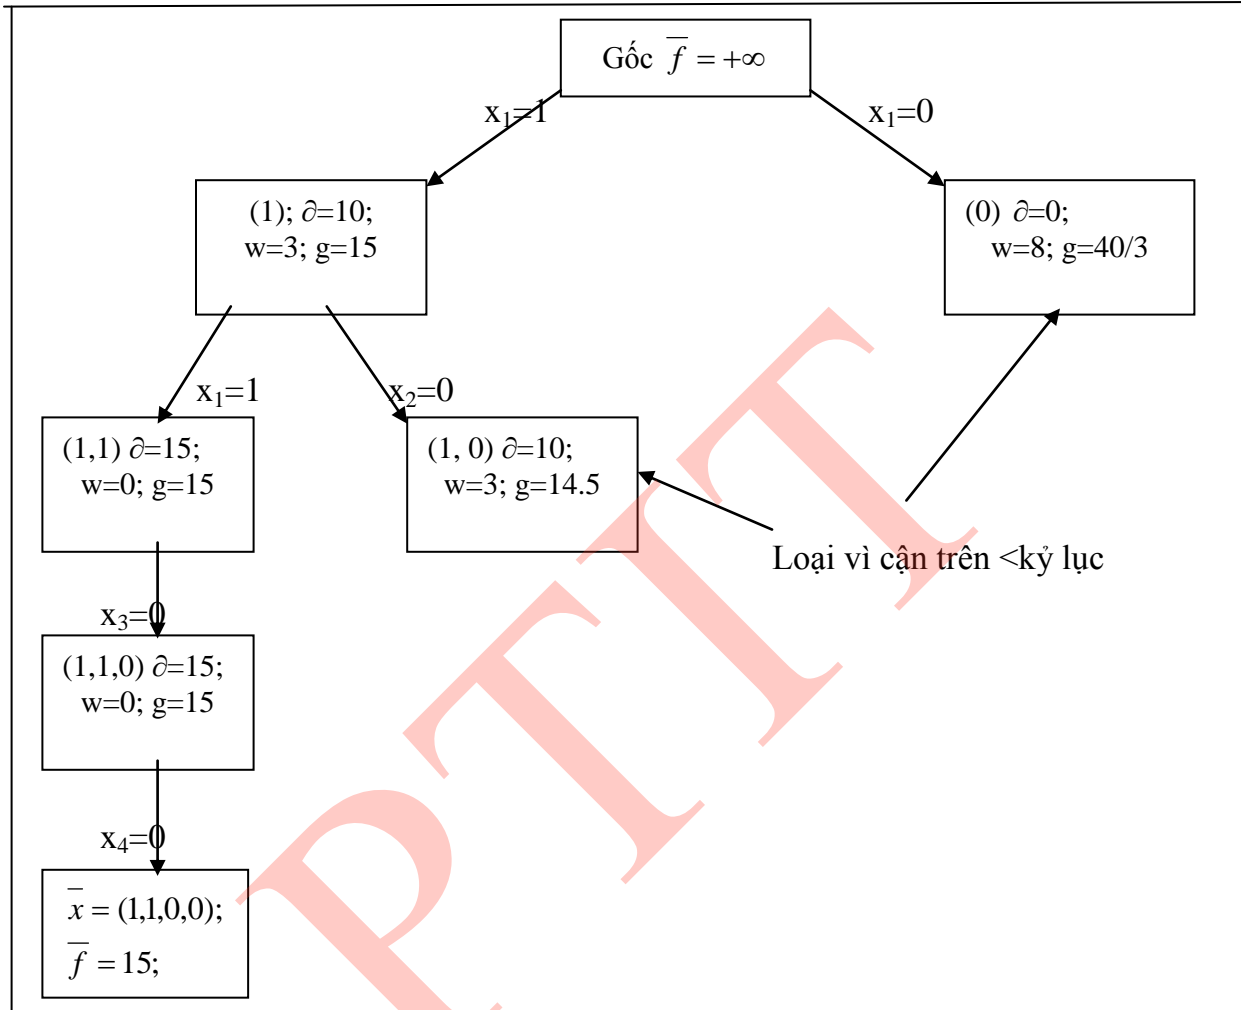 Gốc f̅ = +∞
x₁=1
x₁=0
(1); ∂=10;
w=3; g=15
(0) ∂=0;
w=8; g=40/3
x₁=1
x₂=0
(1,1) ∂=15;
w=0; g=15
(1, 0) ∂=10;
w=3; g=14.5
Loại vì cận trên <kỷ lục
x₃=0
(1,1,0) ∂=15;
w=0; g=15
x₄=0
x̅ = (1,1,0,0);
f̅ = 15;
PTIT